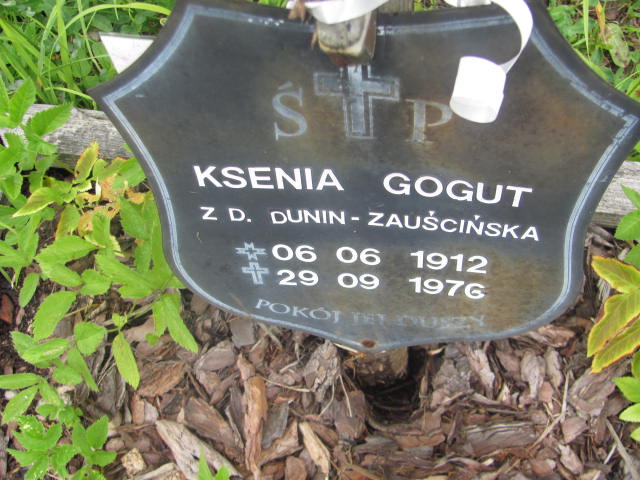 Ś P
KSENIA GOGUT
Z D. DUNIN-ZAUŚCIŃSKA
06 06 1912
29 09 1976
POKÓJ JEJ DUSZY